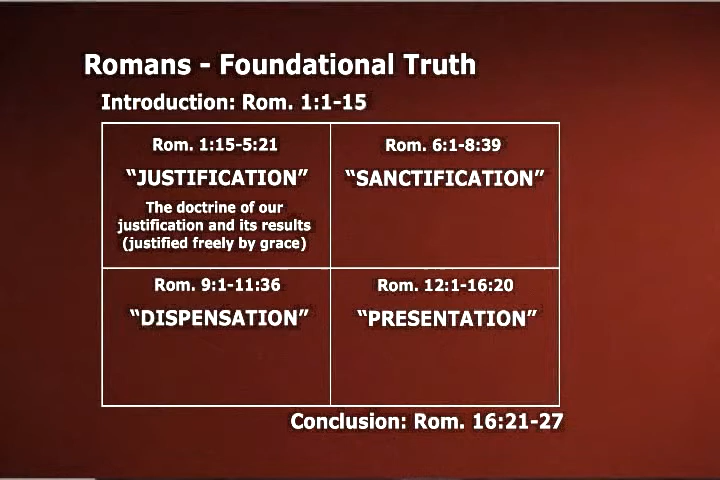 Romans - Foundational Truth
Introduction: Rom. 1:1-15
Rom. 1:15-5:21
“JUSTIFICATION”
The doctrine of our
justification and its results
(justified freely by grace)
Rom. 6:1-8:39
“SANCTIFICATION”
Rom. 9:1-11:36
“DISPENSATION”
Rom. 12:1-16:20
“PRESENTATION”
Conclusion: Rom. 16:21-27